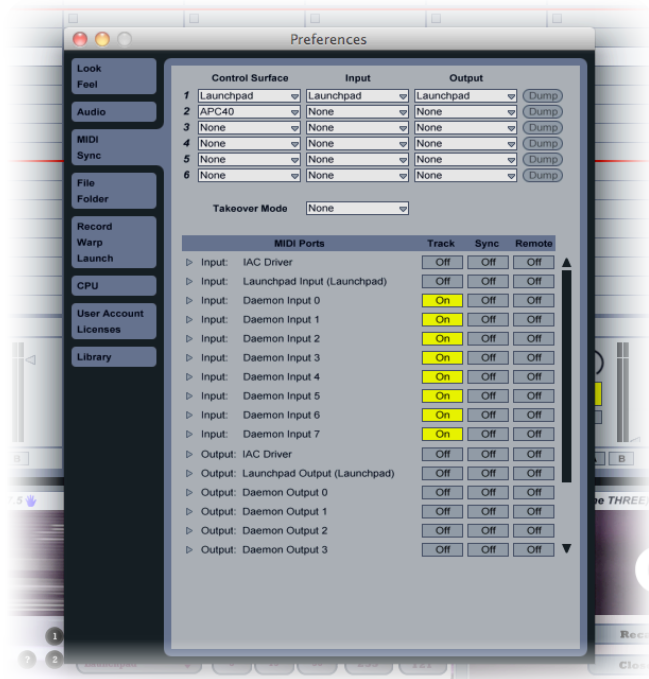 Preferences
Look
Feel
Audio
MIDI
Sync
File
Folder
Record
Warp
Launch
CPU
User Account
Licenses
Library
Control Surface Input Output
1 Launchpad Launchpad Launchpad Dump
2 APC40 None None Dump
3 None None None Dump
4 None None None Dump
5 None None None Dump
6 None None None Dump
Takeover Mode None
MIDI Ports Track Sync Remote
Input: IAC Driver Off Off Off
Input: Launchpad Input (Launchpad) Off Off Off
Input: Daemon Input 0 On Off Off
Input: Daemon Input 1 On Off Off
Input: Daemon Input 2 On Off Off
Input: Daemon Input 3 On Off Off
Input: Daemon Input 4 On Off Off
Input: Daemon Input 5 On Off Off
Input: Daemon Input 6 On Off Off
Input: Daemon Input 7 On Off Off
Output: IAC Driver Off Off Off
Output: Launchpad Output (Launchpad) Off Off Off
Output: Daemon Output 0 Off Off Off
Output: Daemon Output 1 Off Off Off
Output: Daemon Output 2 Off Off Off
Output: Daemon Output 3 Off Off Off
B
B
7.5
THREE
1
? 2